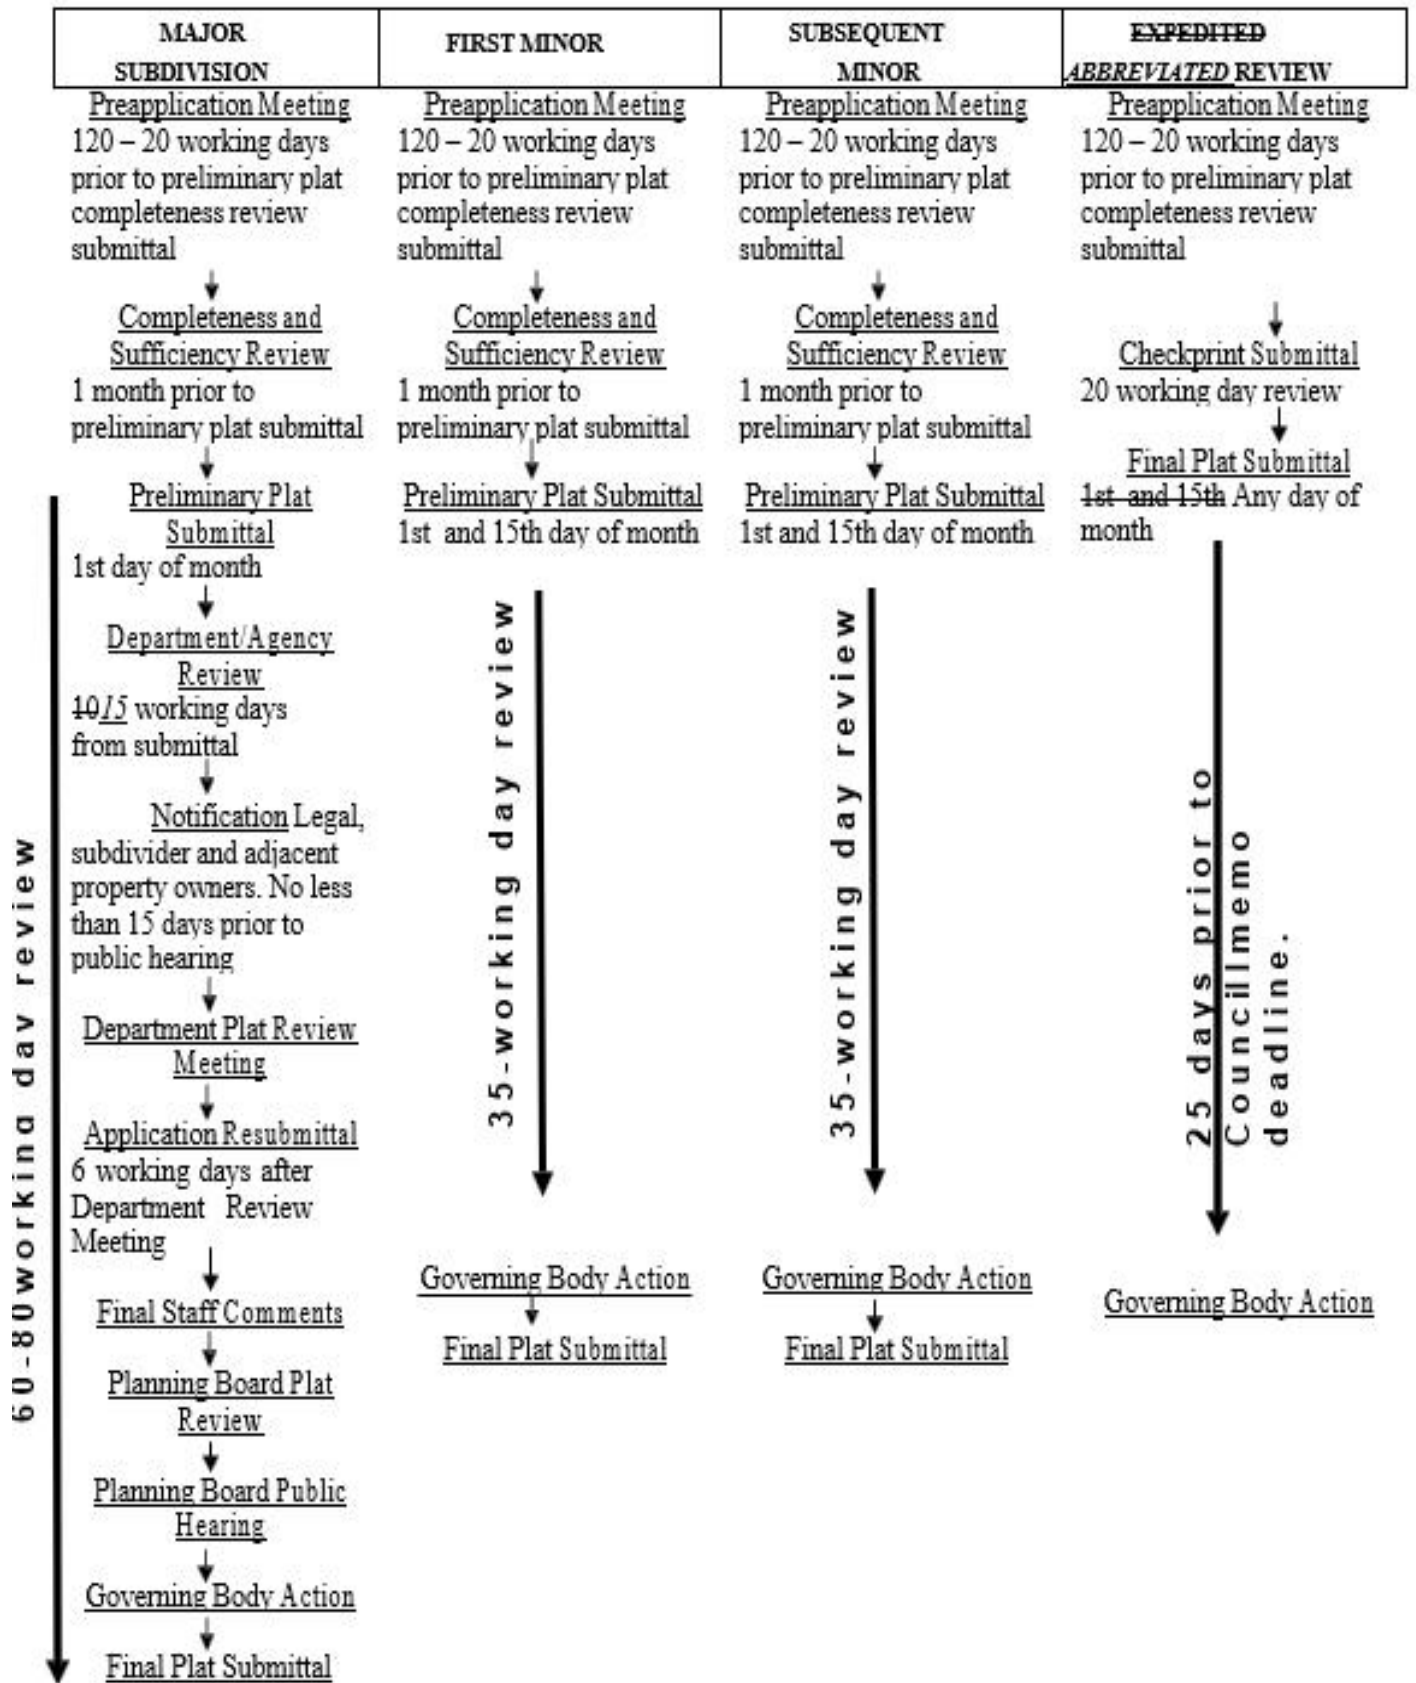 MAJOR
SUBDIVISION
FIRST MINOR
SUBSEQUENT
MINOR
EXPEDITED
ABBREVIATED REVIEW
Preapplication Meeting
120 – 20 working days
prior to preliminary plat
completeness review
submittal
Completeness and
Sufficiency Review
1 month prior to
preliminary plat submittal
Preliminary Plat
Submittal
1st day of month
Department/Agency
Review
1015 working days
from submittal
Notification Legal,
subdivider and adjacent
property owners. No less
than 15 days prior to
public hearing
Department Plat Review
Meeting
Application Resubmittal
6 working days after
Department Review
Meeting
Final Staff Comments
Planning Board Plat
Review
Planning Board Public
Hearing
Governing Body Action
Final Plat Submittal
60-80working day review
Preapplication Meeting
120 – 20 working days
prior to preliminary plat
completeness review
submittal
Completeness and
Sufficiency Review
1 month prior to
preliminary plat submittal
Preliminary Plat Submittal
1st and 15th day of month
35-working day review
Governing Body Action
Final Plat Submittal
Preapplication Meeting
120 – 20 working days
prior to preliminary plat
completeness review
submittal
Completeness and
Sufficiency Review
1 month prior to
preliminary plat submittal
Preliminary Plat Submittal
1st and 15th day of month
35-working day review
Governing Body Action
Final Plat Submittal
Preapplication Meeting
120 – 20 working days
prior to preliminary plat
completeness review
submittal
Checkprint Submittal
20 working day review
Final Plat Submittal
1st and 15th Any day of
month
25 days prior to
Councillmemo
deadline.
Governing Body Action